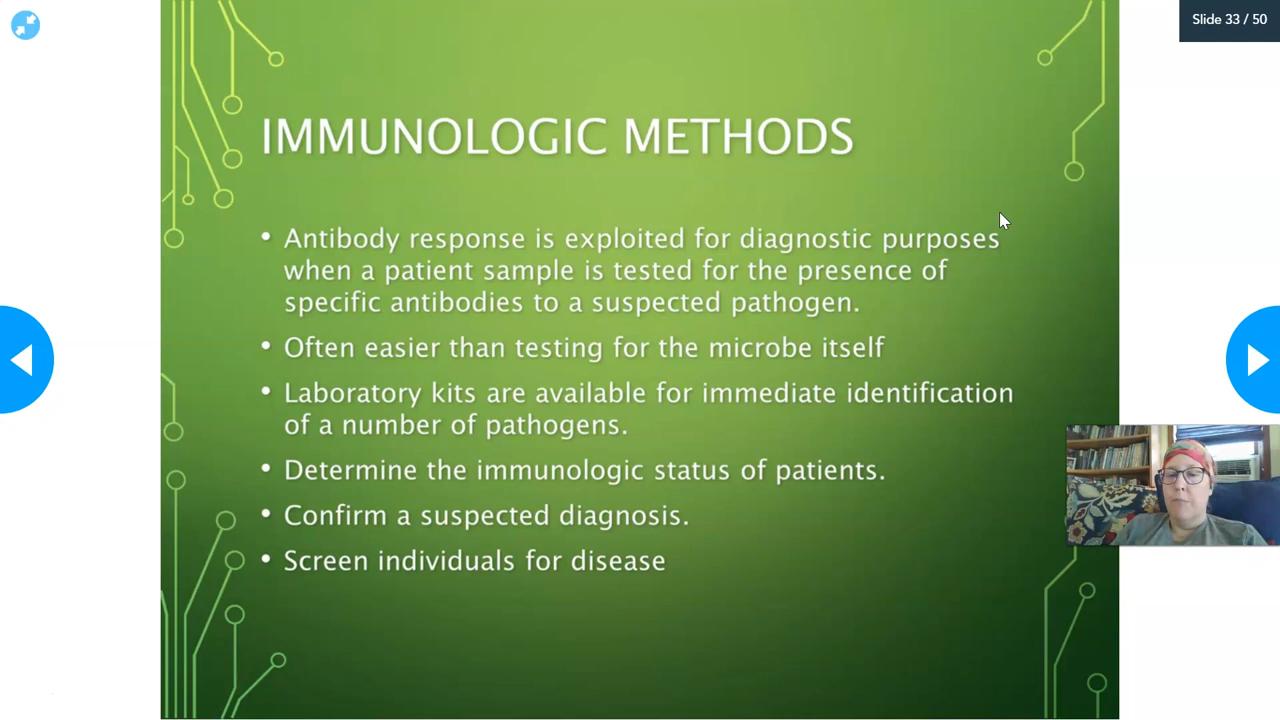 Slide 33 / 50
IMMUNOLOGIC METHODS
• Antibody response is exploited for diagnostic purposes
when a patient sample is tested for the presence of
specific antibodies to a suspected pathogen.
• Often easier than testing for the microbe itself
• Laboratory kits are available for immediate identification
of a number of pathogens.
• Determine the immunologic status of patients.
• Confirm a suspected diagnosis.
• Screen individuals for disease